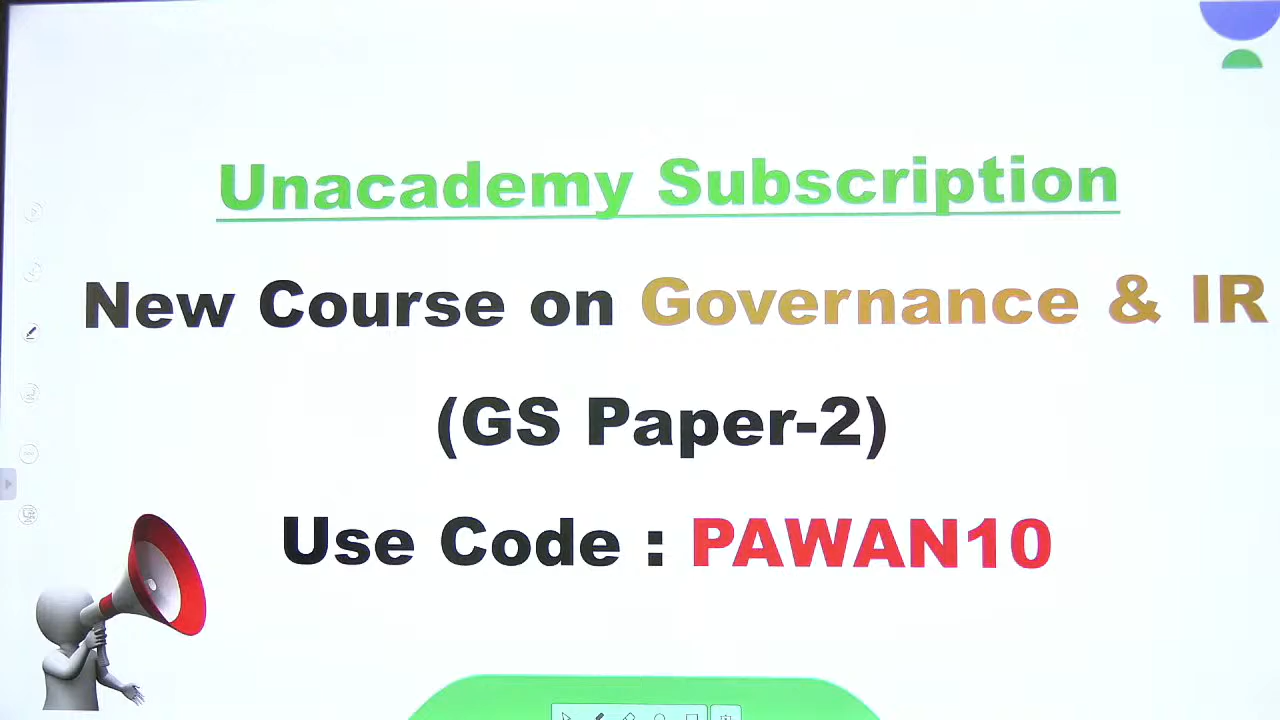 Unacademy Subscription
New Course on Governance & IR
(GS Paper-2)
Use Code : PAWAN10